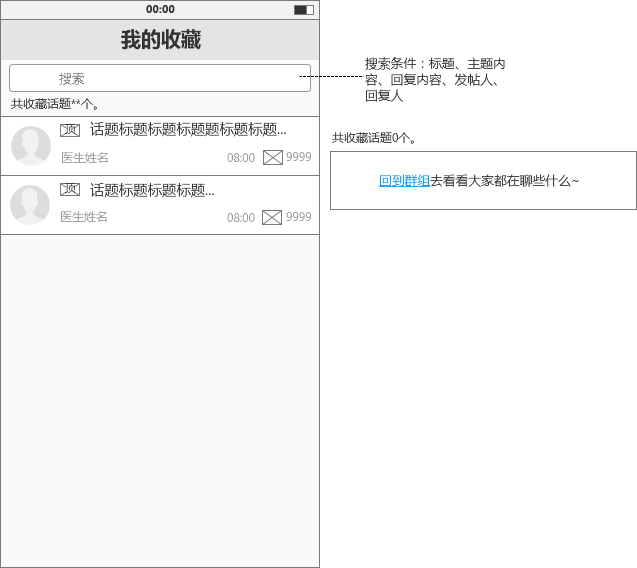 00:00
我的收藏
搜索
共收藏话题**个。
顶
话题标题标题标题题标题标题...
医生姓名
08:00
9999
顶
话题标题标题标题...
医生姓名
08:00
9999
搜索条件：标题、主题内
容、回复内容、发帖人、
回复人
共收藏话题0个。
回到群组去看看大家都在聊些什么~